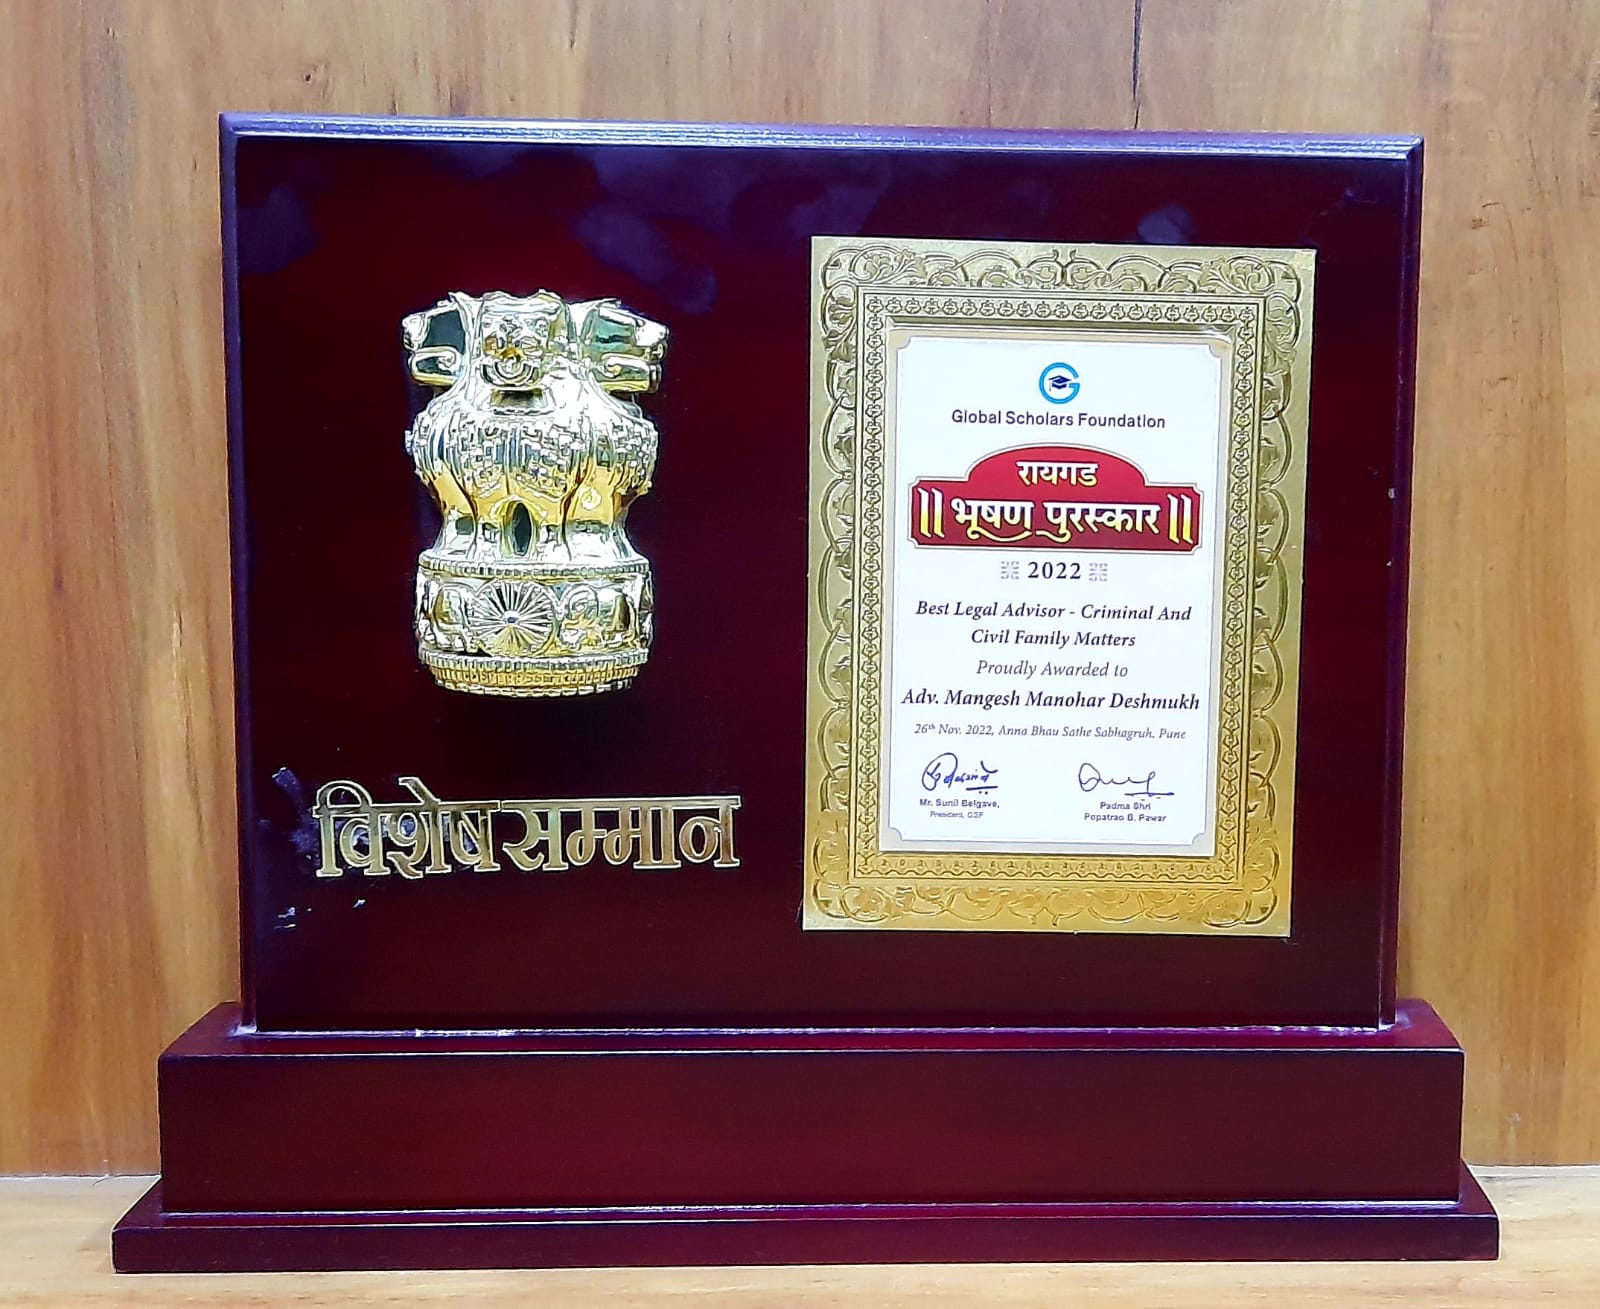 विशेष सम्मान
Global Scholars Foundation
रायगड
|| भूषण पुरस्कार ||
2022
Best Legal Advisor - Criminal And
Civil Family Matters
Proudly Awarded to
Adv. Mangesh Manohar Deshmukh
26th Nov. 2022, Anna Bhau Sathe Sabhagruh, Pune
Mr. Sunil Belgave,
President, GSF
Padma Shri
Popatrao B. Pawar